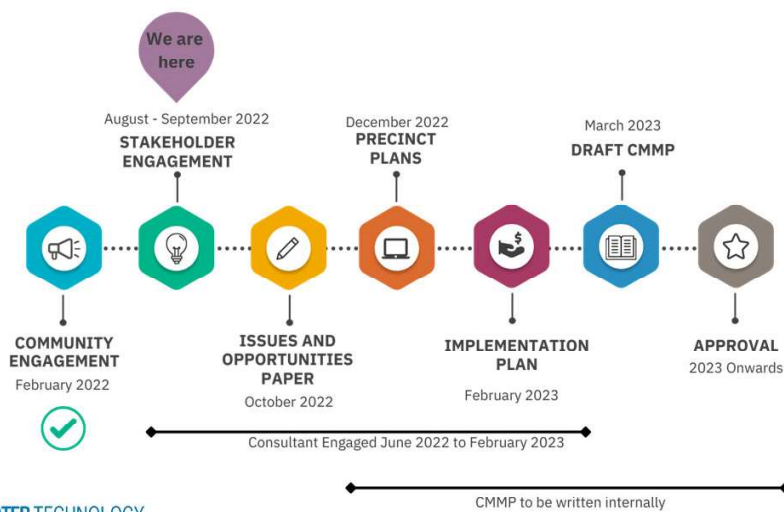 We are
here
August - September 2022
STAKEHOLDER
ENGAGEMENT
December 2022
PRECINCT
PLANS
March 2023
DRAFT CMMP
$
COMMUNITY
ENGAGEMENT
February 2022
ISSUES AND
OPPORTUNITIES
PAPER
October 2022
IMPLEMENTATION
PLAN
February 2023
APPROVAL
2023 Onwards
Consultant Engaged June 2022 to February 2023
CMMP to be written internally
TECHNOLOGY